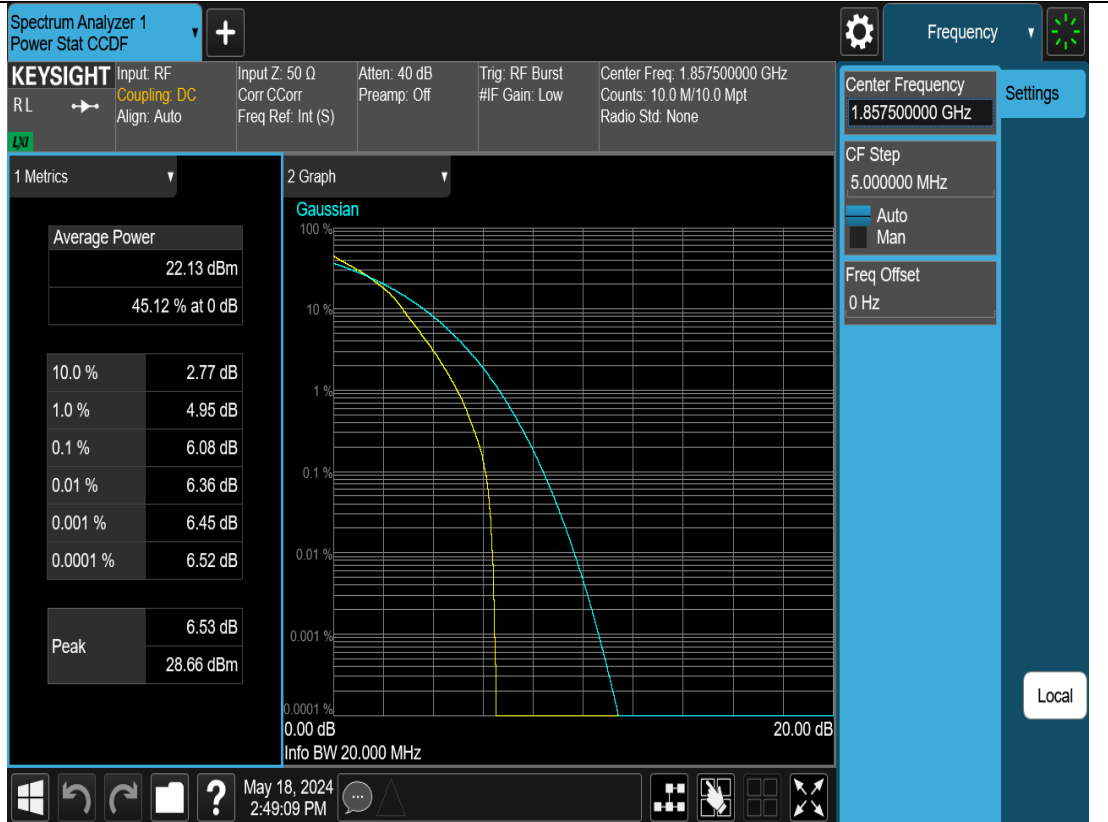 Spectrum Analyzer 1
Power Stat CCDF
+
Frequency
KEYSIGHT
R L
LXI
Input: RF
Coupling: DC
Align: Auto
Input Z: 50 Ω
Corr CCorr
Freq Ref: Int (S)
Atten: 40 dB
Preamp: Off
Trig: RF Burst
#IF Gain: Low
Center Freq: 1.857500000 GHz
Counts: 10.0 M/10.0 Mpt
Radio Std: None
Center Frequency
1.857500000 GHz
Settings
CF Step
5.000000 MHz
Auto
Man
Freq Offset
0 Hz
1 Metrics
Average Power
22.13 dBm
45.12 % at 0 dB
10.0 % 2.77 dB
1.0 % 4.95 dB
0.1 % 6.08 dB
0.01 % 6.36 dB
0.001 % 6.45 dB
0.0001 % 6.52 dB
Peak
6.53 dB
28.66 dBm
2 Graph
Gaussian
100 %
10 %
1 %
0.1 %
0.01 %
0.001 %
0.0001 %
0.00 dB 20.00 dB
Info BW 20.000 MHz
Local
?
May 18, 2024
2:49:09 PM